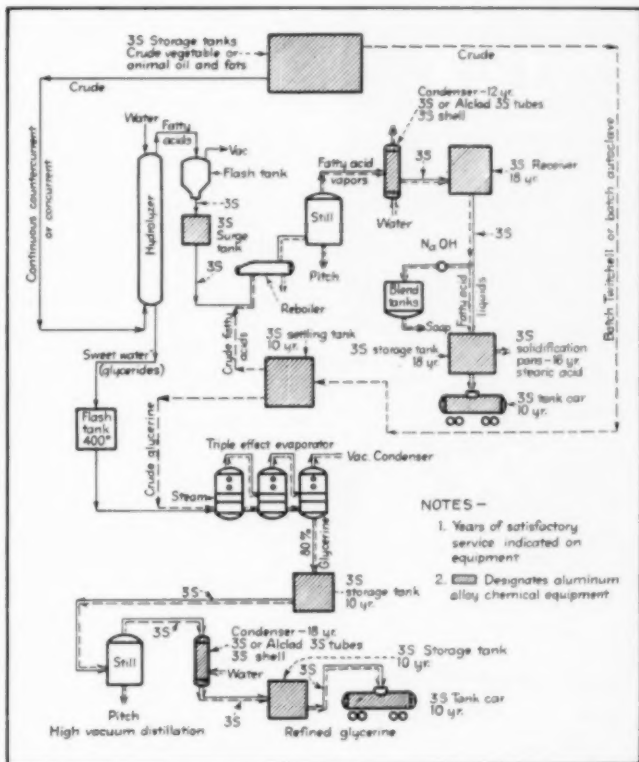 3S Storage tanks
Crude vegetable or
animal oil and fats
Crude
Crude
Water
Fatty
acids
Vac
Flash tank
3S
3S
Surge
tank
3S
Hydrolyzer
Continuous countercurrent
or concurrent
Condenser-12 yr.
3S or Alclad 3S tubes
3S shell
Fatty acid
vapors
3S
3S Receiver
18 yr.
Still
Water
Pitch
Reboiler
NaOH
3S
Blend
tanks
Soap
Fatty acid
liquids
Batch Twitchell or batch autoclave
Crude fatty
acids
3S settling tank
10 yr.
3S storage tank
18 yr.
3S
solidification
pans-16 yr.
stearic acid
3S tank car
10 yr.
Sweet water
(glycerides)
Flash
tank
400°
Crude glycerine
Triple effect evaporator
Vac. Condenser
Steam
80%
Glycerine
NOTES –
1. Years of satisfactory
service indicated on
equipment
2. Designates aluminum
alloy chemical equipment
3S
storage tank
10 yr.
3S
3S
Condenser-18 yr.
3S or Alclad 3S tubes
3S shell
Still
Water
3S
3S Storage tank
10 yr.
3S
3S Tank car
10 yr.
Pitch
High vacuum distillation
Refined glycerine